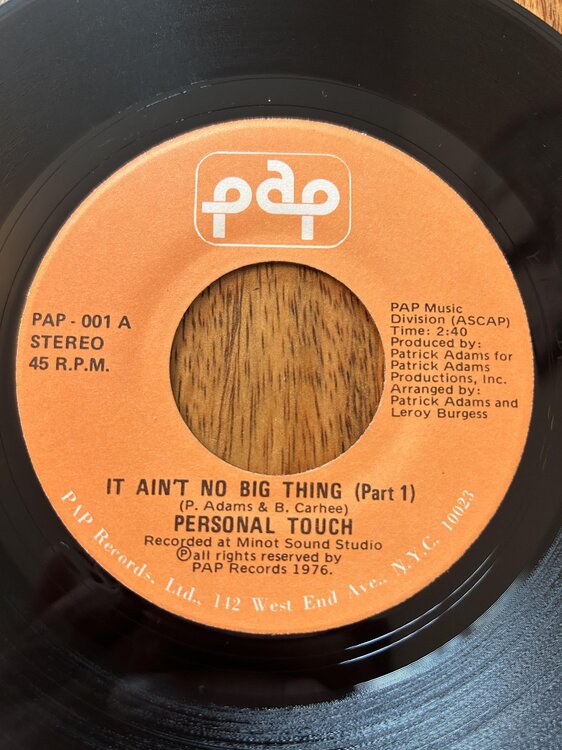 pap
PAP - 001 A
STEREO
45 R.P.M.
PAP Music
Division (ASCAP)
Time: 2:40
Produced by:
Patrick Adams for
Patrick Adams
Productions, Inc.
Arranged by:
Patrick Adams and
Leroy Burgess
IT AIN'T NO BIG THING (Part 1)
(P. Adams & B. Carhee)
PERSONAL TOUCH
Recorded at Minot Sound Studio
Ⓟall rights reserved by
PAP Records 1976.
PAP Records, Ltd., 142 West End Ave., N.Y.C. 10023